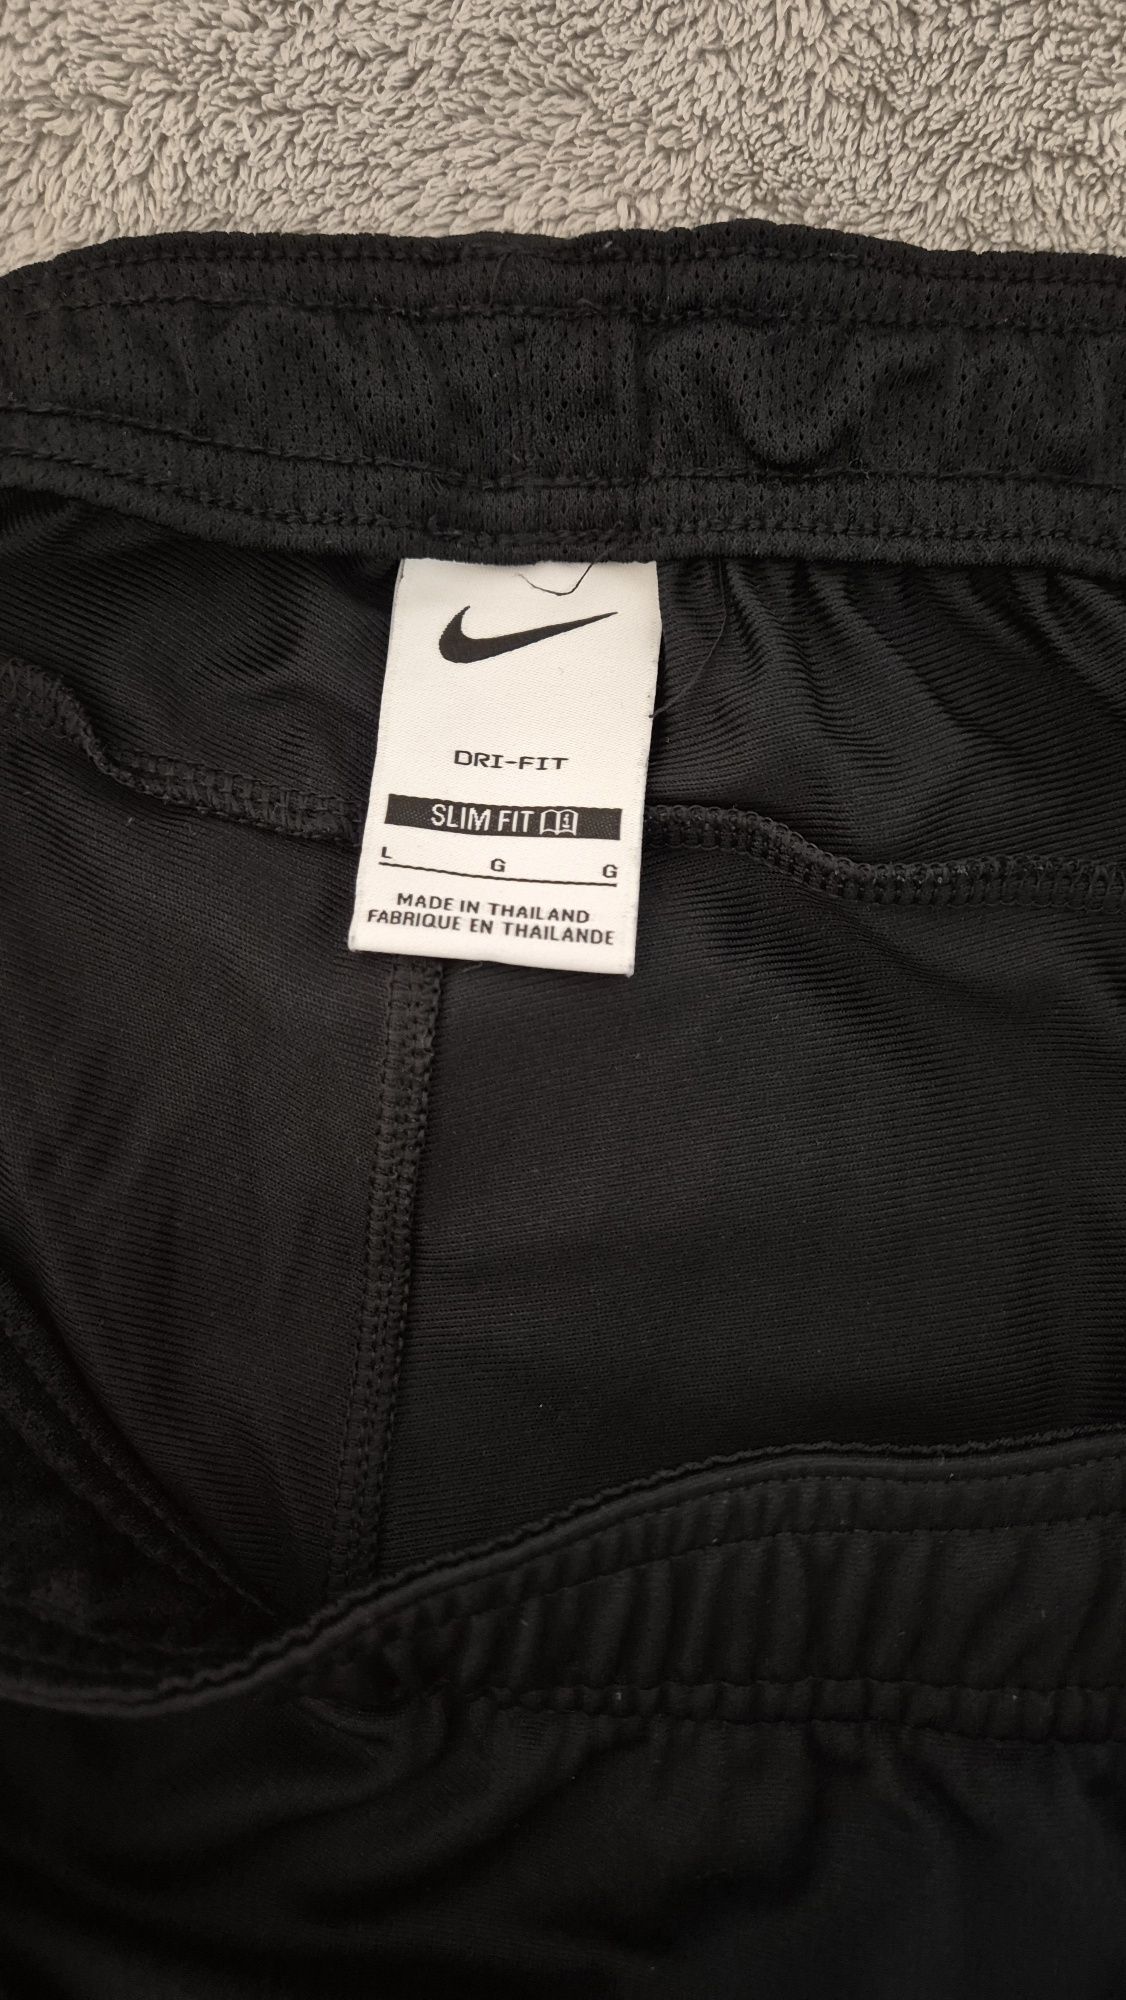 DRI-FIT
SLIM FIT
L G G
MADE IN THAILAND
FABRIQUE EN THAILANDE